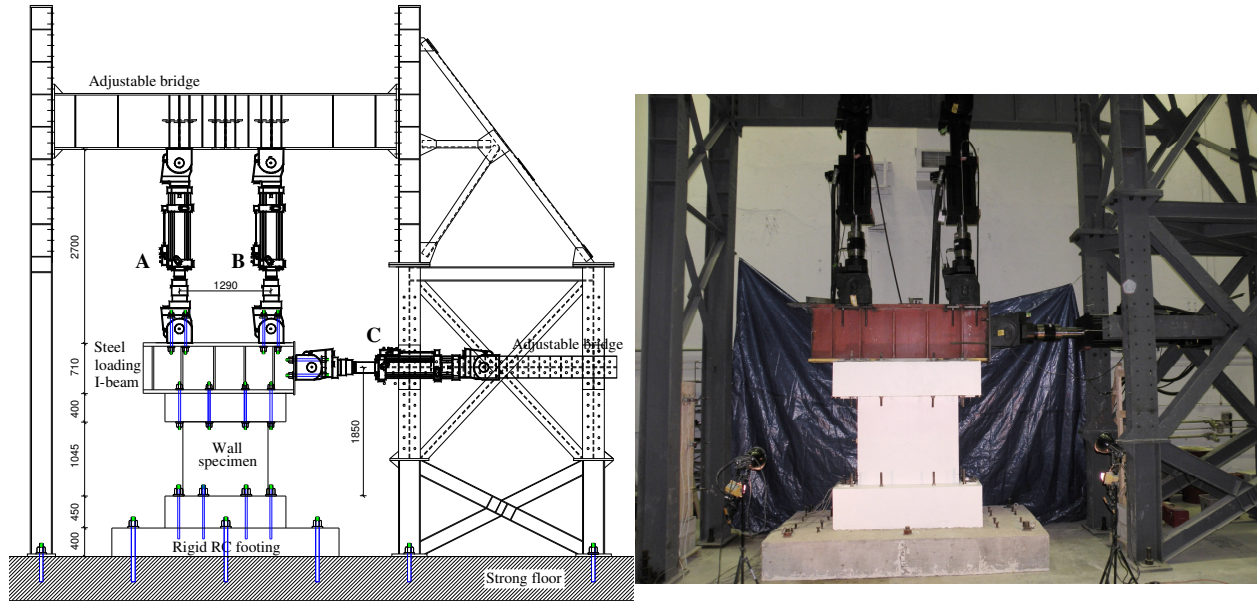 Adjustable bridge
2700
A
B
1290
C
Steel
loading
I-beam
Adjustable bridge
710
400
1850
Wall
specimen
1045
450
Rigid RC footing
400
Strong floor